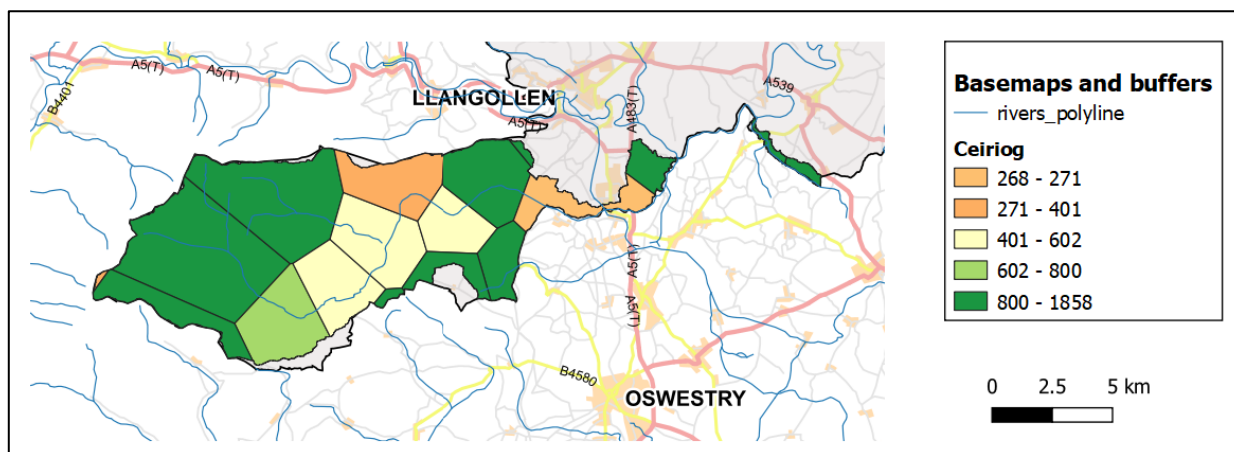 B4401
A5(T)
A5(T)
LLANGOLLEN
A5(T)
A483(T)
A539
A5(T)
A5(T)
B4580
OSWESTRY
Basemaps and buffers
rivers_polyline
Ceiriog
268 - 271
271 - 401
401 - 602
602 - 800
800 - 1858
0 2.5 5 km